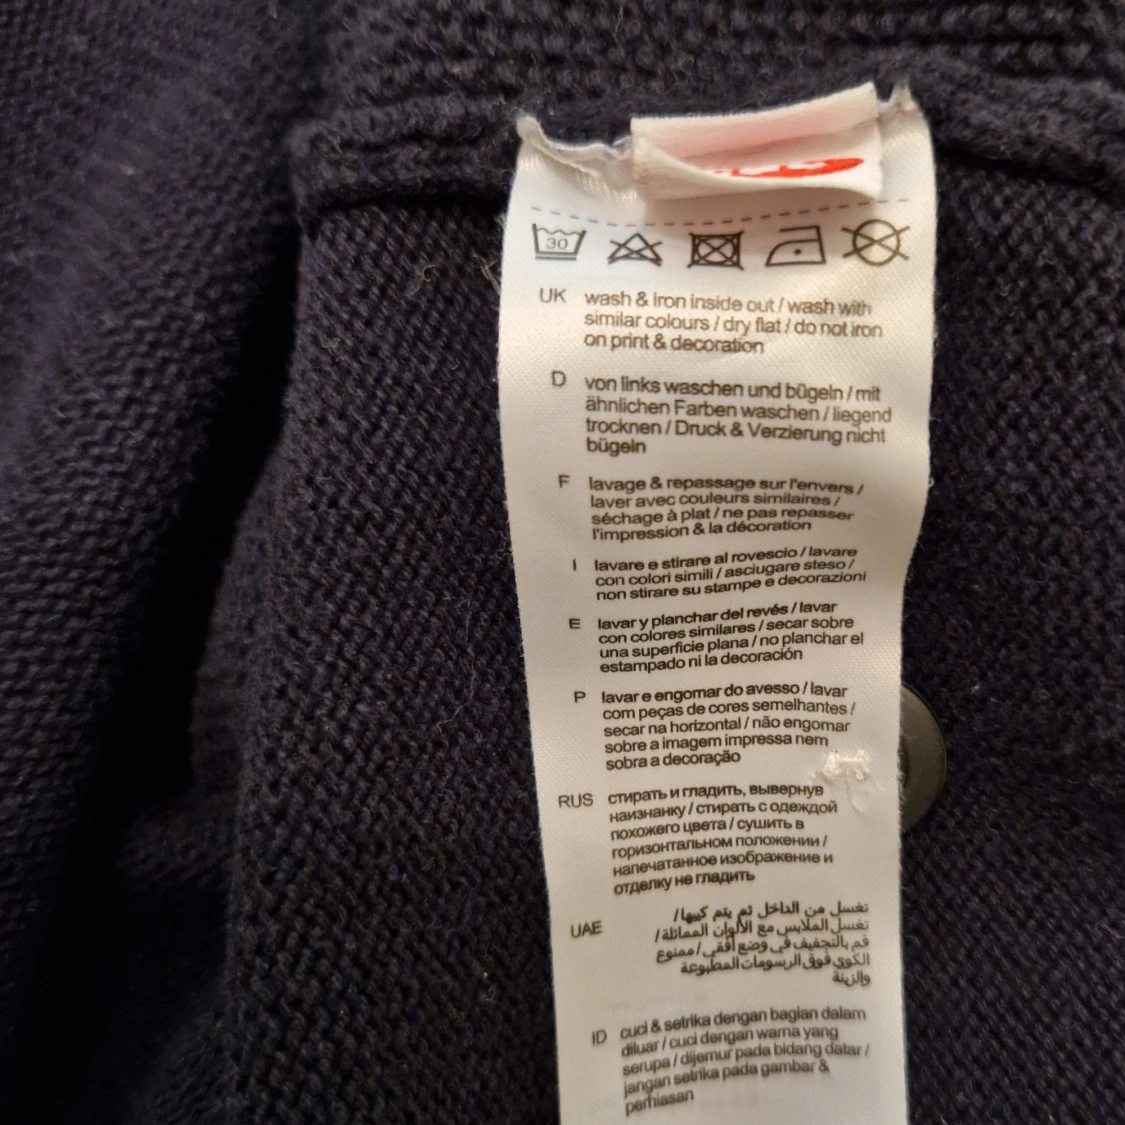 30
UK wash & iron inside out / wash with
similar colours / dry flat / do not iron
on print & decoration
D von links waschen und bügeln / mit
ähnlichen Farben waschen / liegend
trocknen / Druck & Verzierung nicht
bügeln
F lavage & repassage sur l'envers /
laver avec couleurs similaires /
séchage à plat / ne pas repasser
l'impression & la décoration
I lavare e stirare al rovescio / lavare
con colori simili / asciugare steso /
non stirare su stampe e decorazioni
E lavar y planchar del revés / lavar
con colores similares / secar sobre
una superficie plana / no planchar el
estampado ni la decoración
P lavar e engomar do avesso / lavar
com peças de cores semelhantes /
secar na horizontal / não engomar
sobre a imagem impressa nem
sobra a decoração
RUS стирать и гладить, вывернув
наизнанку / стирать с одеждой
похожего цвета / сушить в
горизонтальном положении /
напечатанное изображение и
отделку не гладить
UAE تغسل من الداخل ثم يتم كييها/
تغسل الملابس مع الألوان المماثلة/
قم بالتجفيف في وضع أفقي/ممنوع
الكوي فوق الرسومات المطبوعة
والزينة
ID cuci & setrika dengan bagian dalam
diluar / cuci dengan warna yang
serupa / dijemur pada bidang datar /
jangan setrika pada gambar &
perhiasan